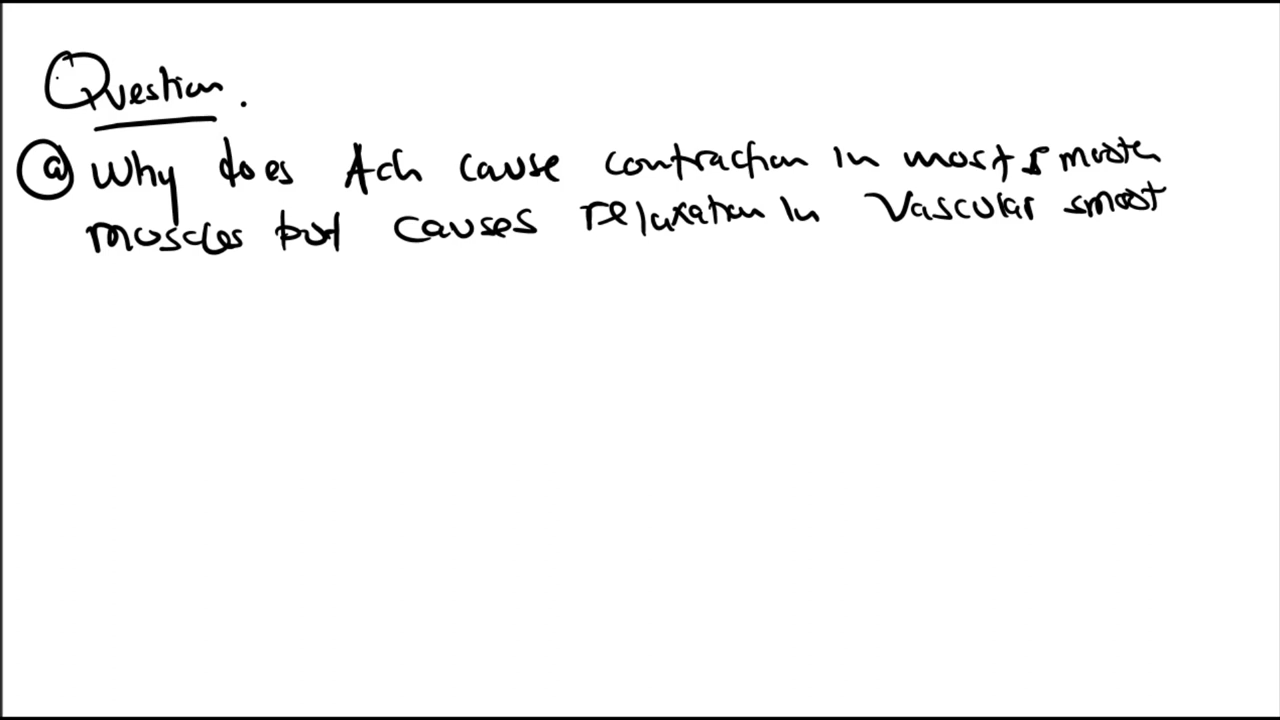 Question.
(a) Why does Ach cause contraction in most smooth
muscles but causes relaxation in Vascular smoot